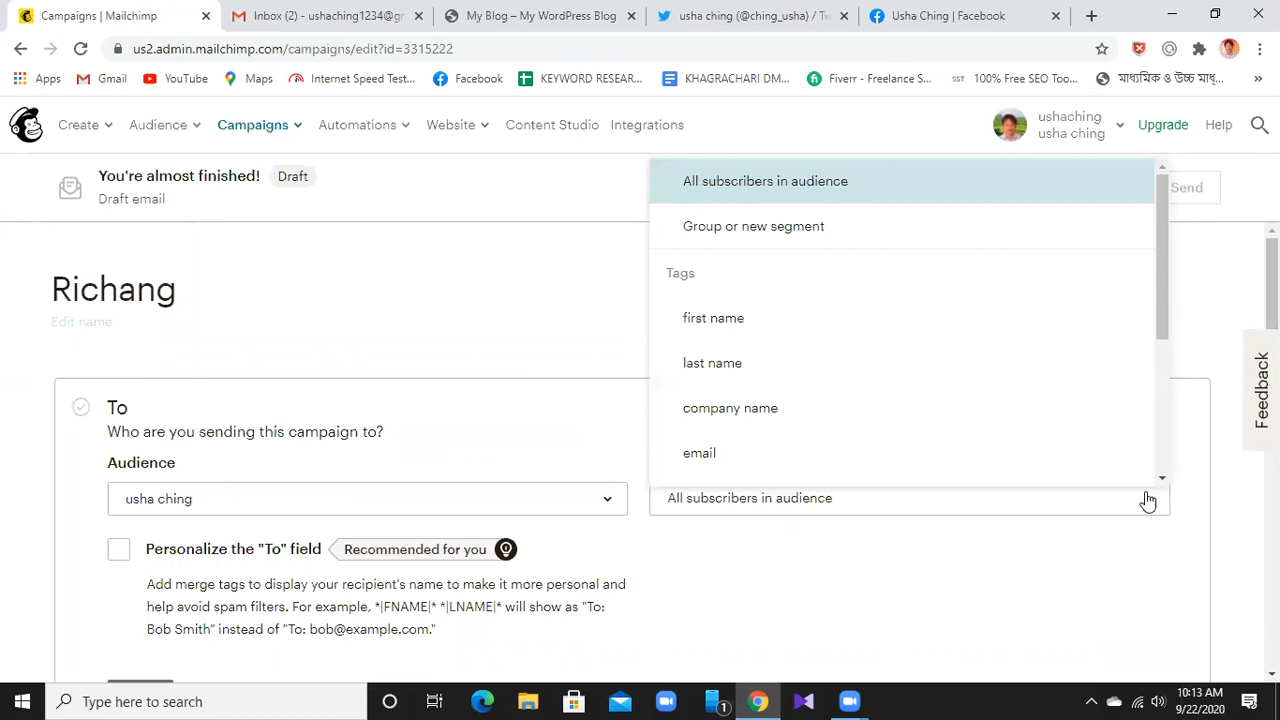 Campaigns | Mailchimp
Inbox (2) - ushaching1234@gr
My Blog – My WordPress Blog
usha ching (@ching_usha) / Tw
Usha Ching | Facebook
us2.admin.mailchimp.com/campaigns/edit?id=3315222
Apps
Gmail
YouTube
Maps
Internet Speed Test...
Facebook
KEYWORD RESEAR...
KHAGRACHARI DM...
Fiverr - Freelance S...
SST 100% Free SEO Too...
মাধ্যমিক ও উচ্চ মাধ্...
Create
Audience
Campaigns
Automations
Website
Content Studio
Integrations
ushaching
usha ching
Upgrade
Help
You're almost finished!
Draft
Draft email
Send
All subscribers in audience
Group or new segment
Tags
first name
last name
company name
email
Richang
Edit name
Feedback
To
Who are you sending this campaign to?
Audience
usha ching
All subscribers in audience
Personalize the "To" field
Recommended for you
Add merge tags to display your recipient's name to make it more personal and
help avoid spam filters. For example, *|FNAME|* *|LNAME|* will show as "To:
Bob Smith" instead of "To: bob@example.com."
Type here to search
1
10:13 AM
9/22/2020